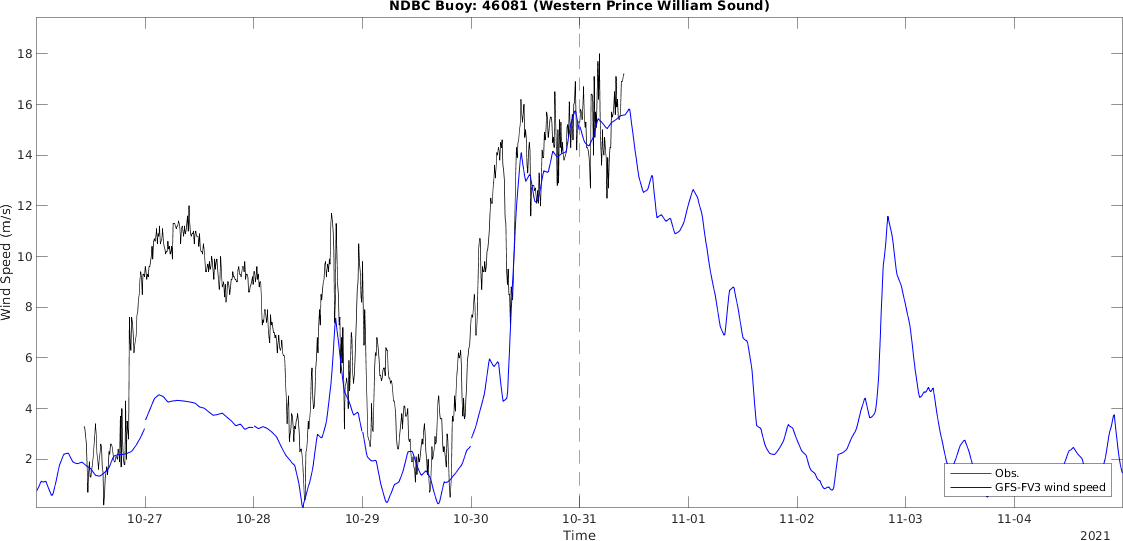 NDBC Buoy: 46081 (Western Prince William Sound)
18
16
14
12
10
8
6
4
2
Wind Speed (m/s)
Obs.
GFS-FV3 wind speed
10-27 10-28 10-29 10-30 10-31 11-01 11-02 11-03 11-04
Time
2021